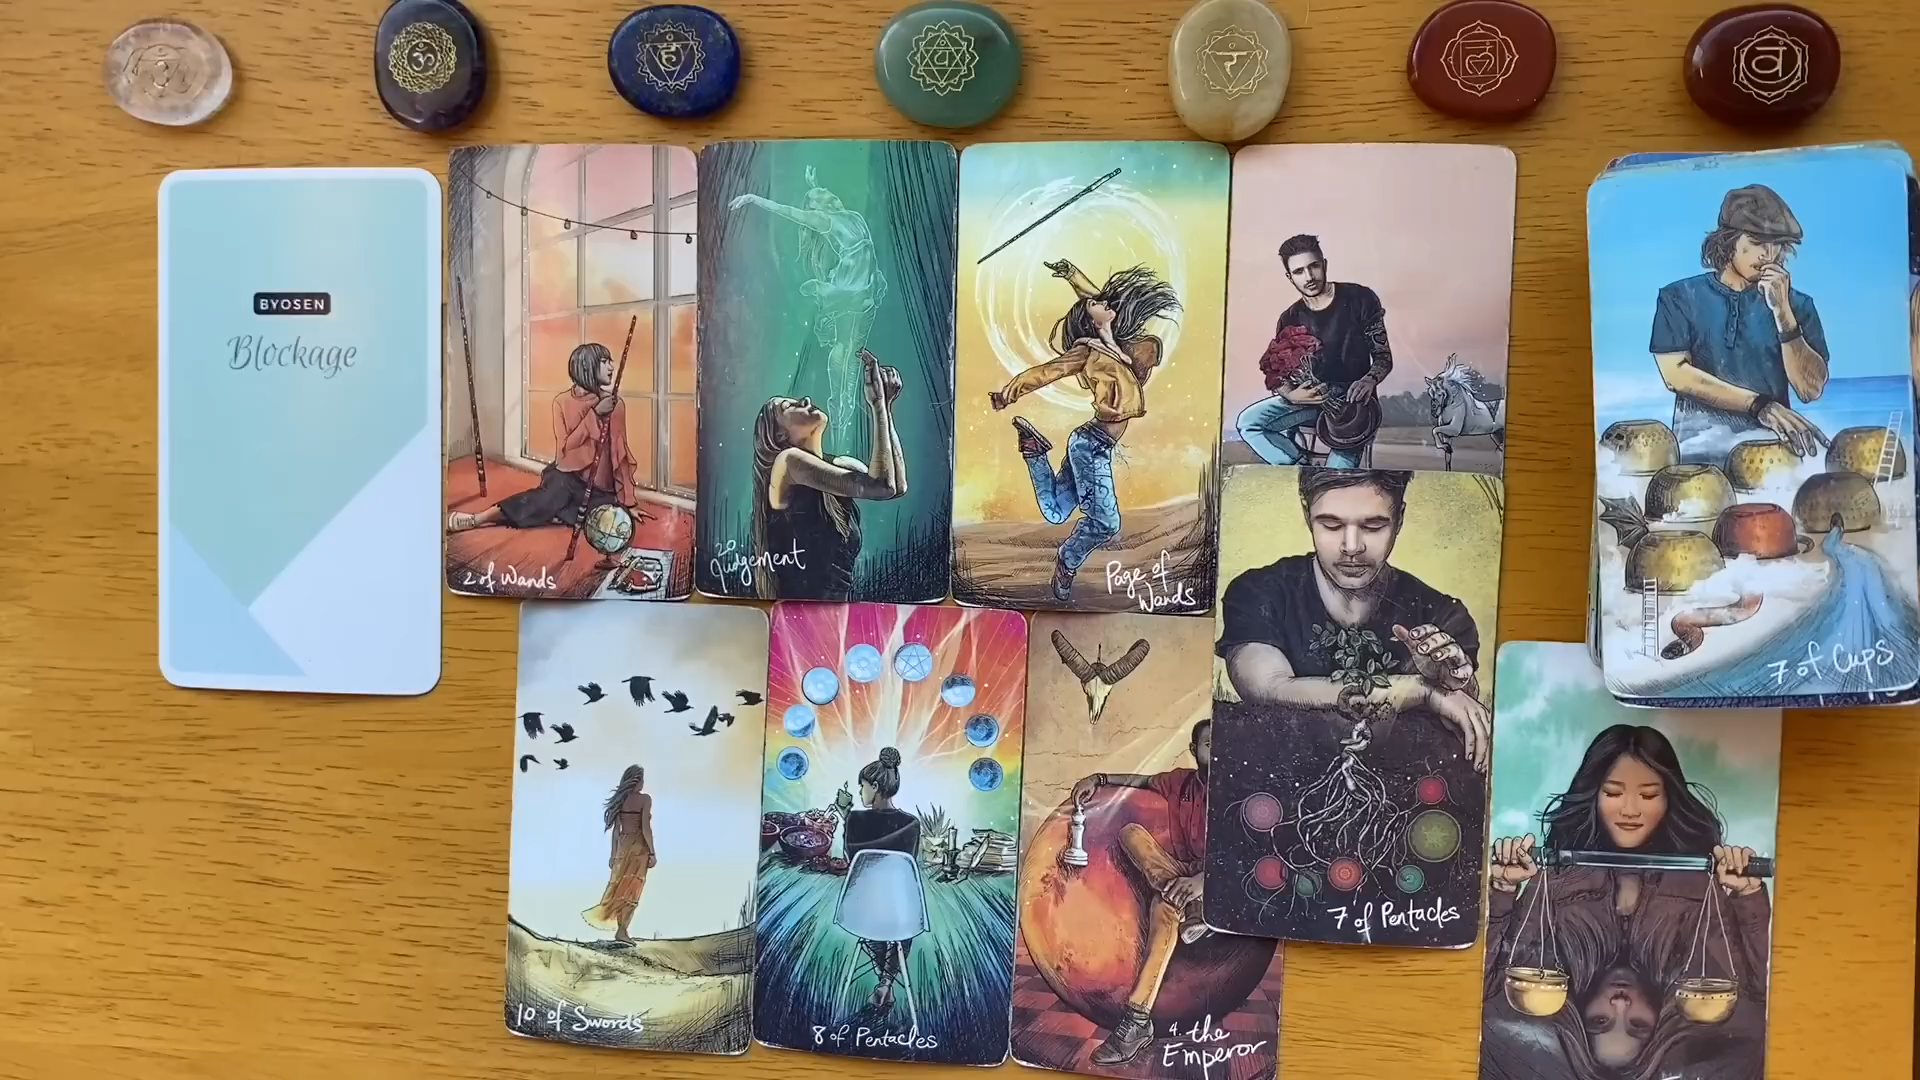 BYOSEN
Blockage
2 of Wands
20
Judgement
Page of
Wands
7 of Cups
7 of Pentacles
10 of Swords
8 of Pentacles
4. the
Emperor
ॐ
हं
यं
रं
लं
वं